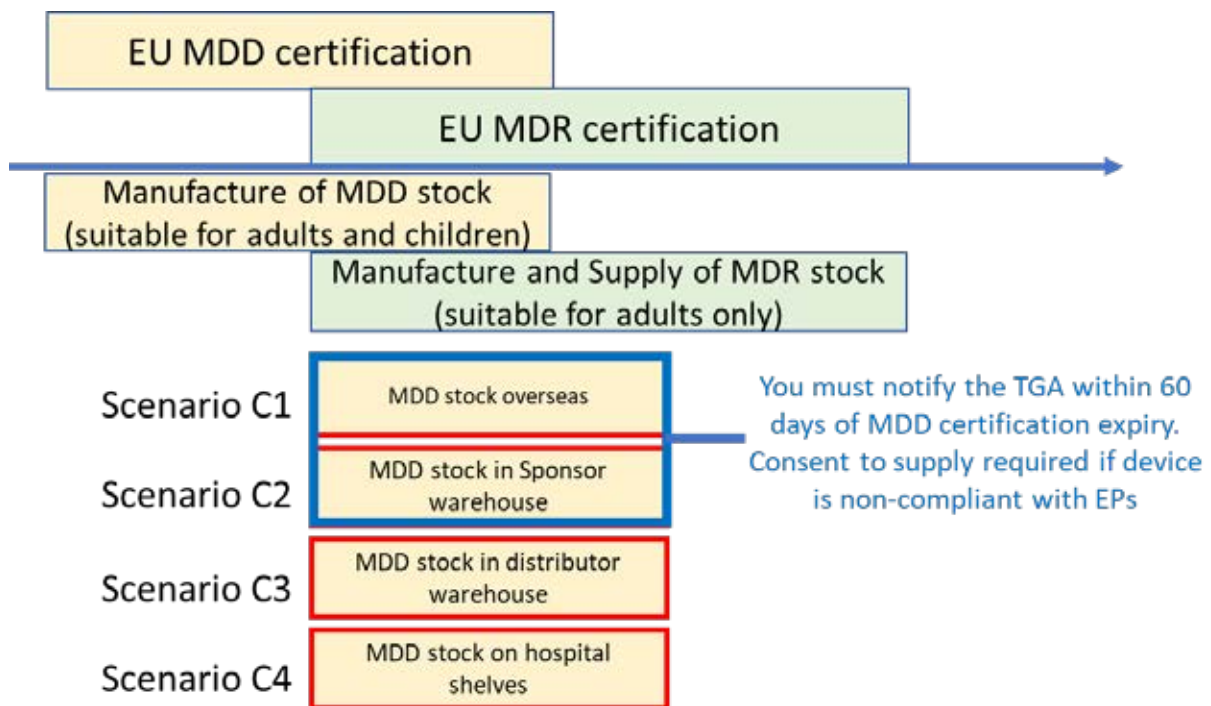 EU MDD certification
EU MDR certification
Manufacture of MDD stock
(suitable for adults and children)
Manufacture and Supply of MDR stock
(suitable for adults only)
Scenario C1
MDD stock overseas
You must notify the TGA within 60
days of MDD certification expiry.
Consent to supply required if device
is non-compliant with EPs
Scenario C2
MDD stock in Sponsor
warehouse
Scenario C3
MDD stock in distributor
warehouse
Scenario C4
MDD stock on hospital
shelves